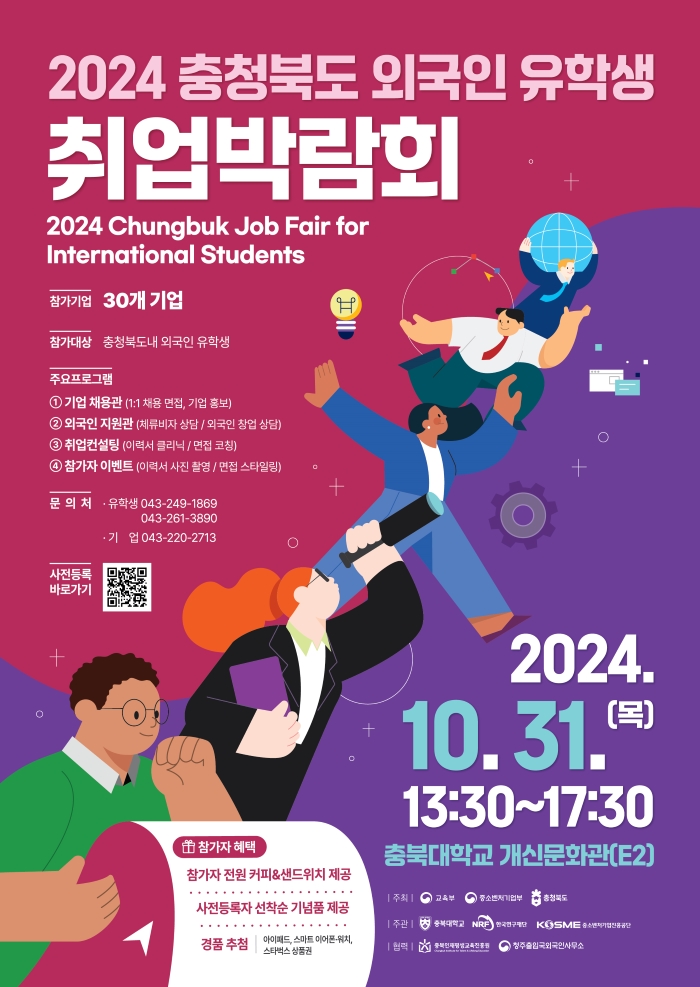 2024 충청북도 외국인 유학생
취업박람회
2024 Chungbuk Job Fair for
International Students
참가기업 30개 기업
참가대상 충청북도내 외국인 유학생
주요프로그램
① 기업 채용관 (1:1 채용 면접, 기업 홍보)
② 외국인 지원관 (체류비자 상담 / 외국인 창업 상담)
③ 취업컨설팅 (이력서 클리닉 / 면접 코칭)
④ 참가자 이벤트 (이력서 사진 촬영 / 면접 스타일링)
문의처 · 유학생 043-249-1869
043-261-3890
· 기 업 043-220-2713
사전등록
바로가기
2024.
10. 31. (목)
13:30~17:30
충북대학교 개신문화관(E2)
참가자 혜택
참가자 전원 커피&샌드위치 제공
사전등록자 선착순 기념품 제공
경품 추첨 아이패드, 스마트 이어폰·워치,
스타벅스 상품권
| 주최 | 교육부 중소벤처기업부 충청북도
| 주관 | 충북대학교 NRF 한국연구재단 KOSME 중소벤처기업진흥공단
| 협력 | 충북인재평생교육진흥원 청주출입국외국인사무소